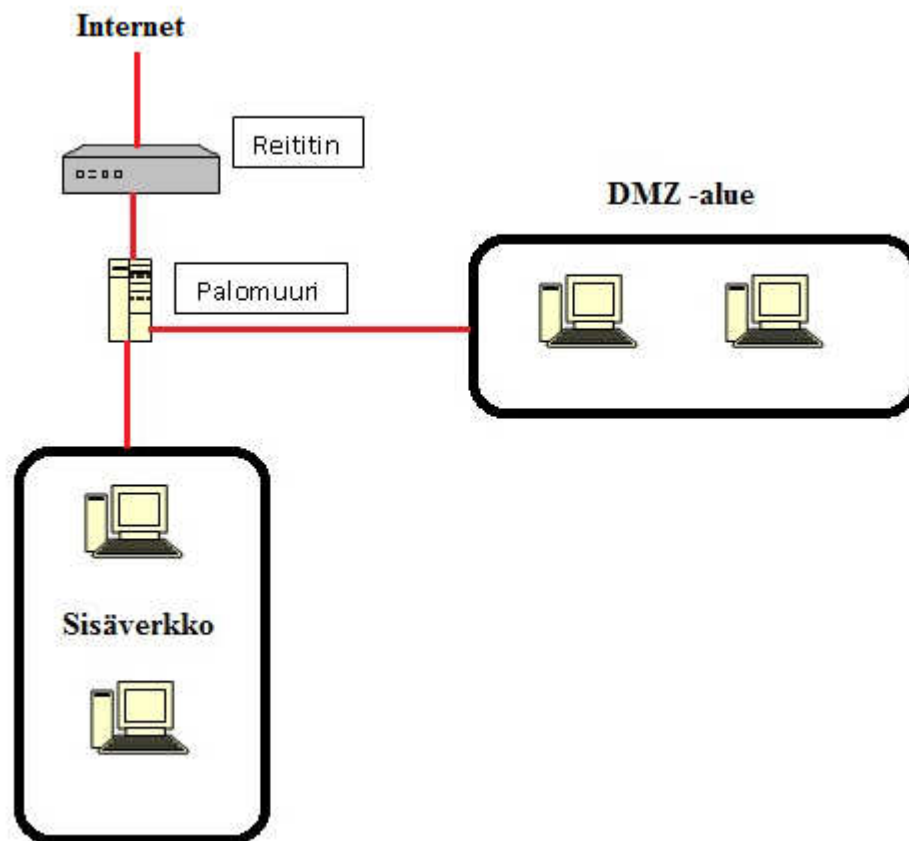 Internet
Reititin
DMZ -alue
Palomuuri
Sisäverkko